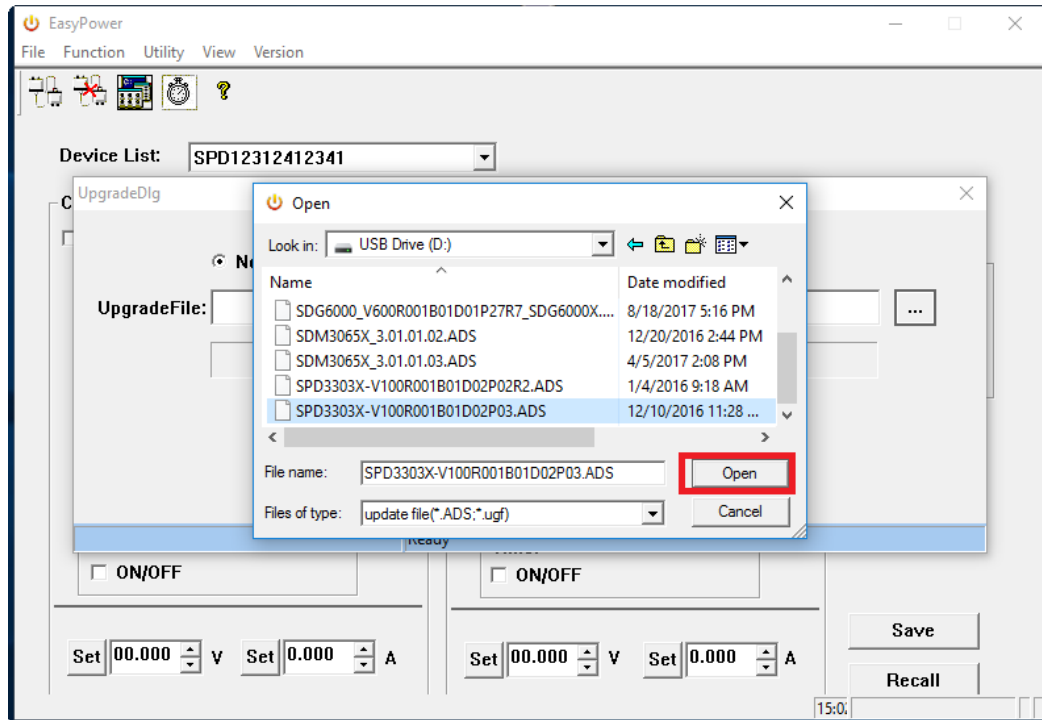 EasyPower
File Function Utility View Version
Device List: SPD12312412341
UpgradeDlg
Open
Look in: USB Drive (D:)
Name Date modified
SDG6000_V600R001B01D01P27R7_SDG6000X.... 8/18/2017 5:16 PM
SDM3065X_3.01.01.02.ADS 12/20/2016 2:44 PM
SDM3065X_3.01.01.03.ADS 4/5/2017 2:08 PM
SPD3303X-V100R001B01D02P02R2.ADS 1/4/2016 9:18 AM
SPD3303X-V100R001B01D02P03.ADS 12/10/2016 11:28 ...
UpgradeFile: ...
File name: SPD3303X-V100R001B01D02P03.ADS Open
Files of type: update file(*.ADS;*.ugf) Cancel
Ready
ON/OFF ON/OFF
Set 00.000 V Set 0.000 A Set 00.000 V Set 0.000 A
Save
Recall